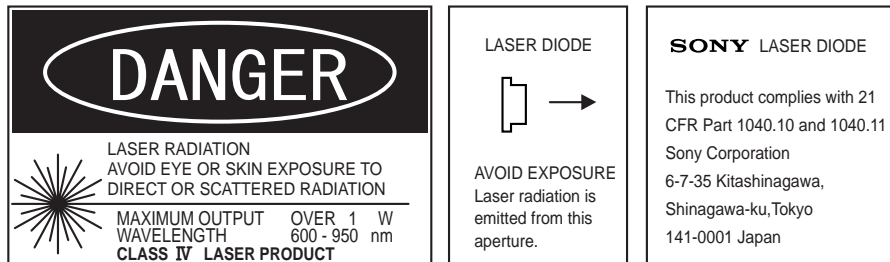 DANGER
LASER RADIATION
AVOID EYE OR SKIN EXPOSURE TO
DIRECT OR SCATTERED RADIATION
MAXIMUM OUTPUT OVER 1 W
WAVELENGTH 600 - 950 nm
CLASS Ⅳ LASER PRODUCT
LASER DIODE
AVOID EXPOSURE
Laser radiation is
emitted from this
aperture.
SONY LASER DIODE
This product complies with 21
CFR Part 1040.10 and 1040.11
Sony Corporation
6-7-35 Kitashinagawa,
Shinagawa-ku,Tokyo
141-0001 Japan